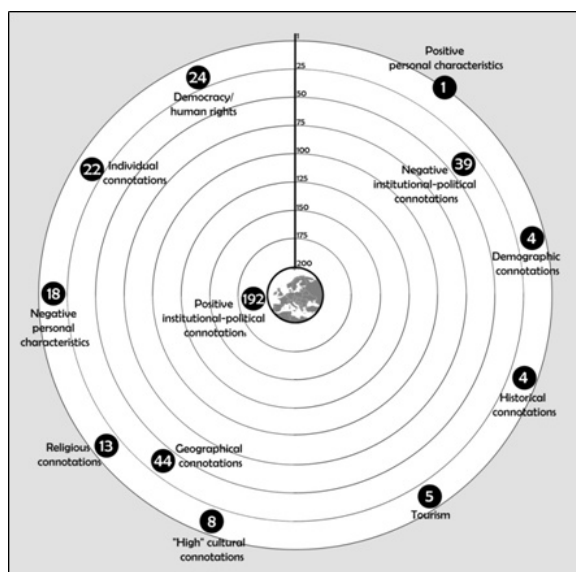 1
25
50
75
100
125
150
175
200
Positive
personal characteristics
1
24
Democracy/
human rights
39
Negative
institutional-political
connotations
22
Individual
connotations
4
Demographic
connotations
18
Negative
personal
characteristics
192
Positive
institutional-political
connotations
4
Historical
connotations
13
Religious
connotations
44
Geographical
connotations
5
Tourism
8
"High" cultural
connotations